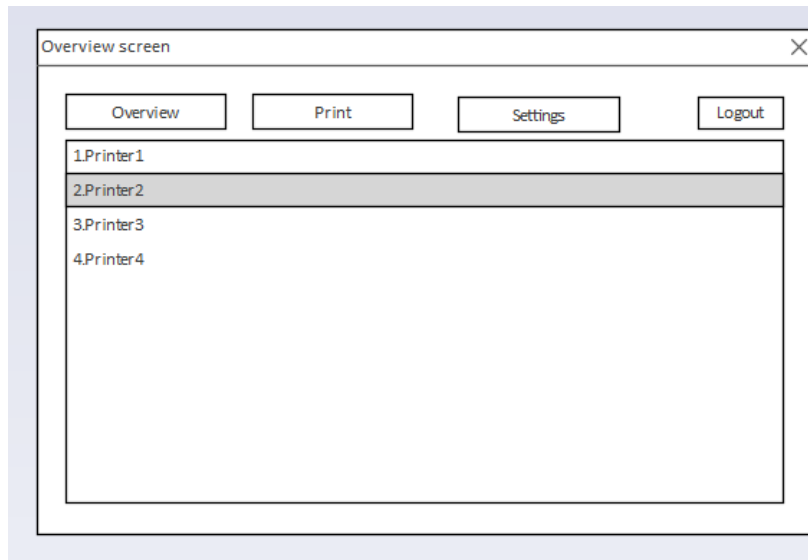 Overview screen
Overview Print Settings Logout
1.Printer1
2.Printer2
3.Printer3
4.Printer4